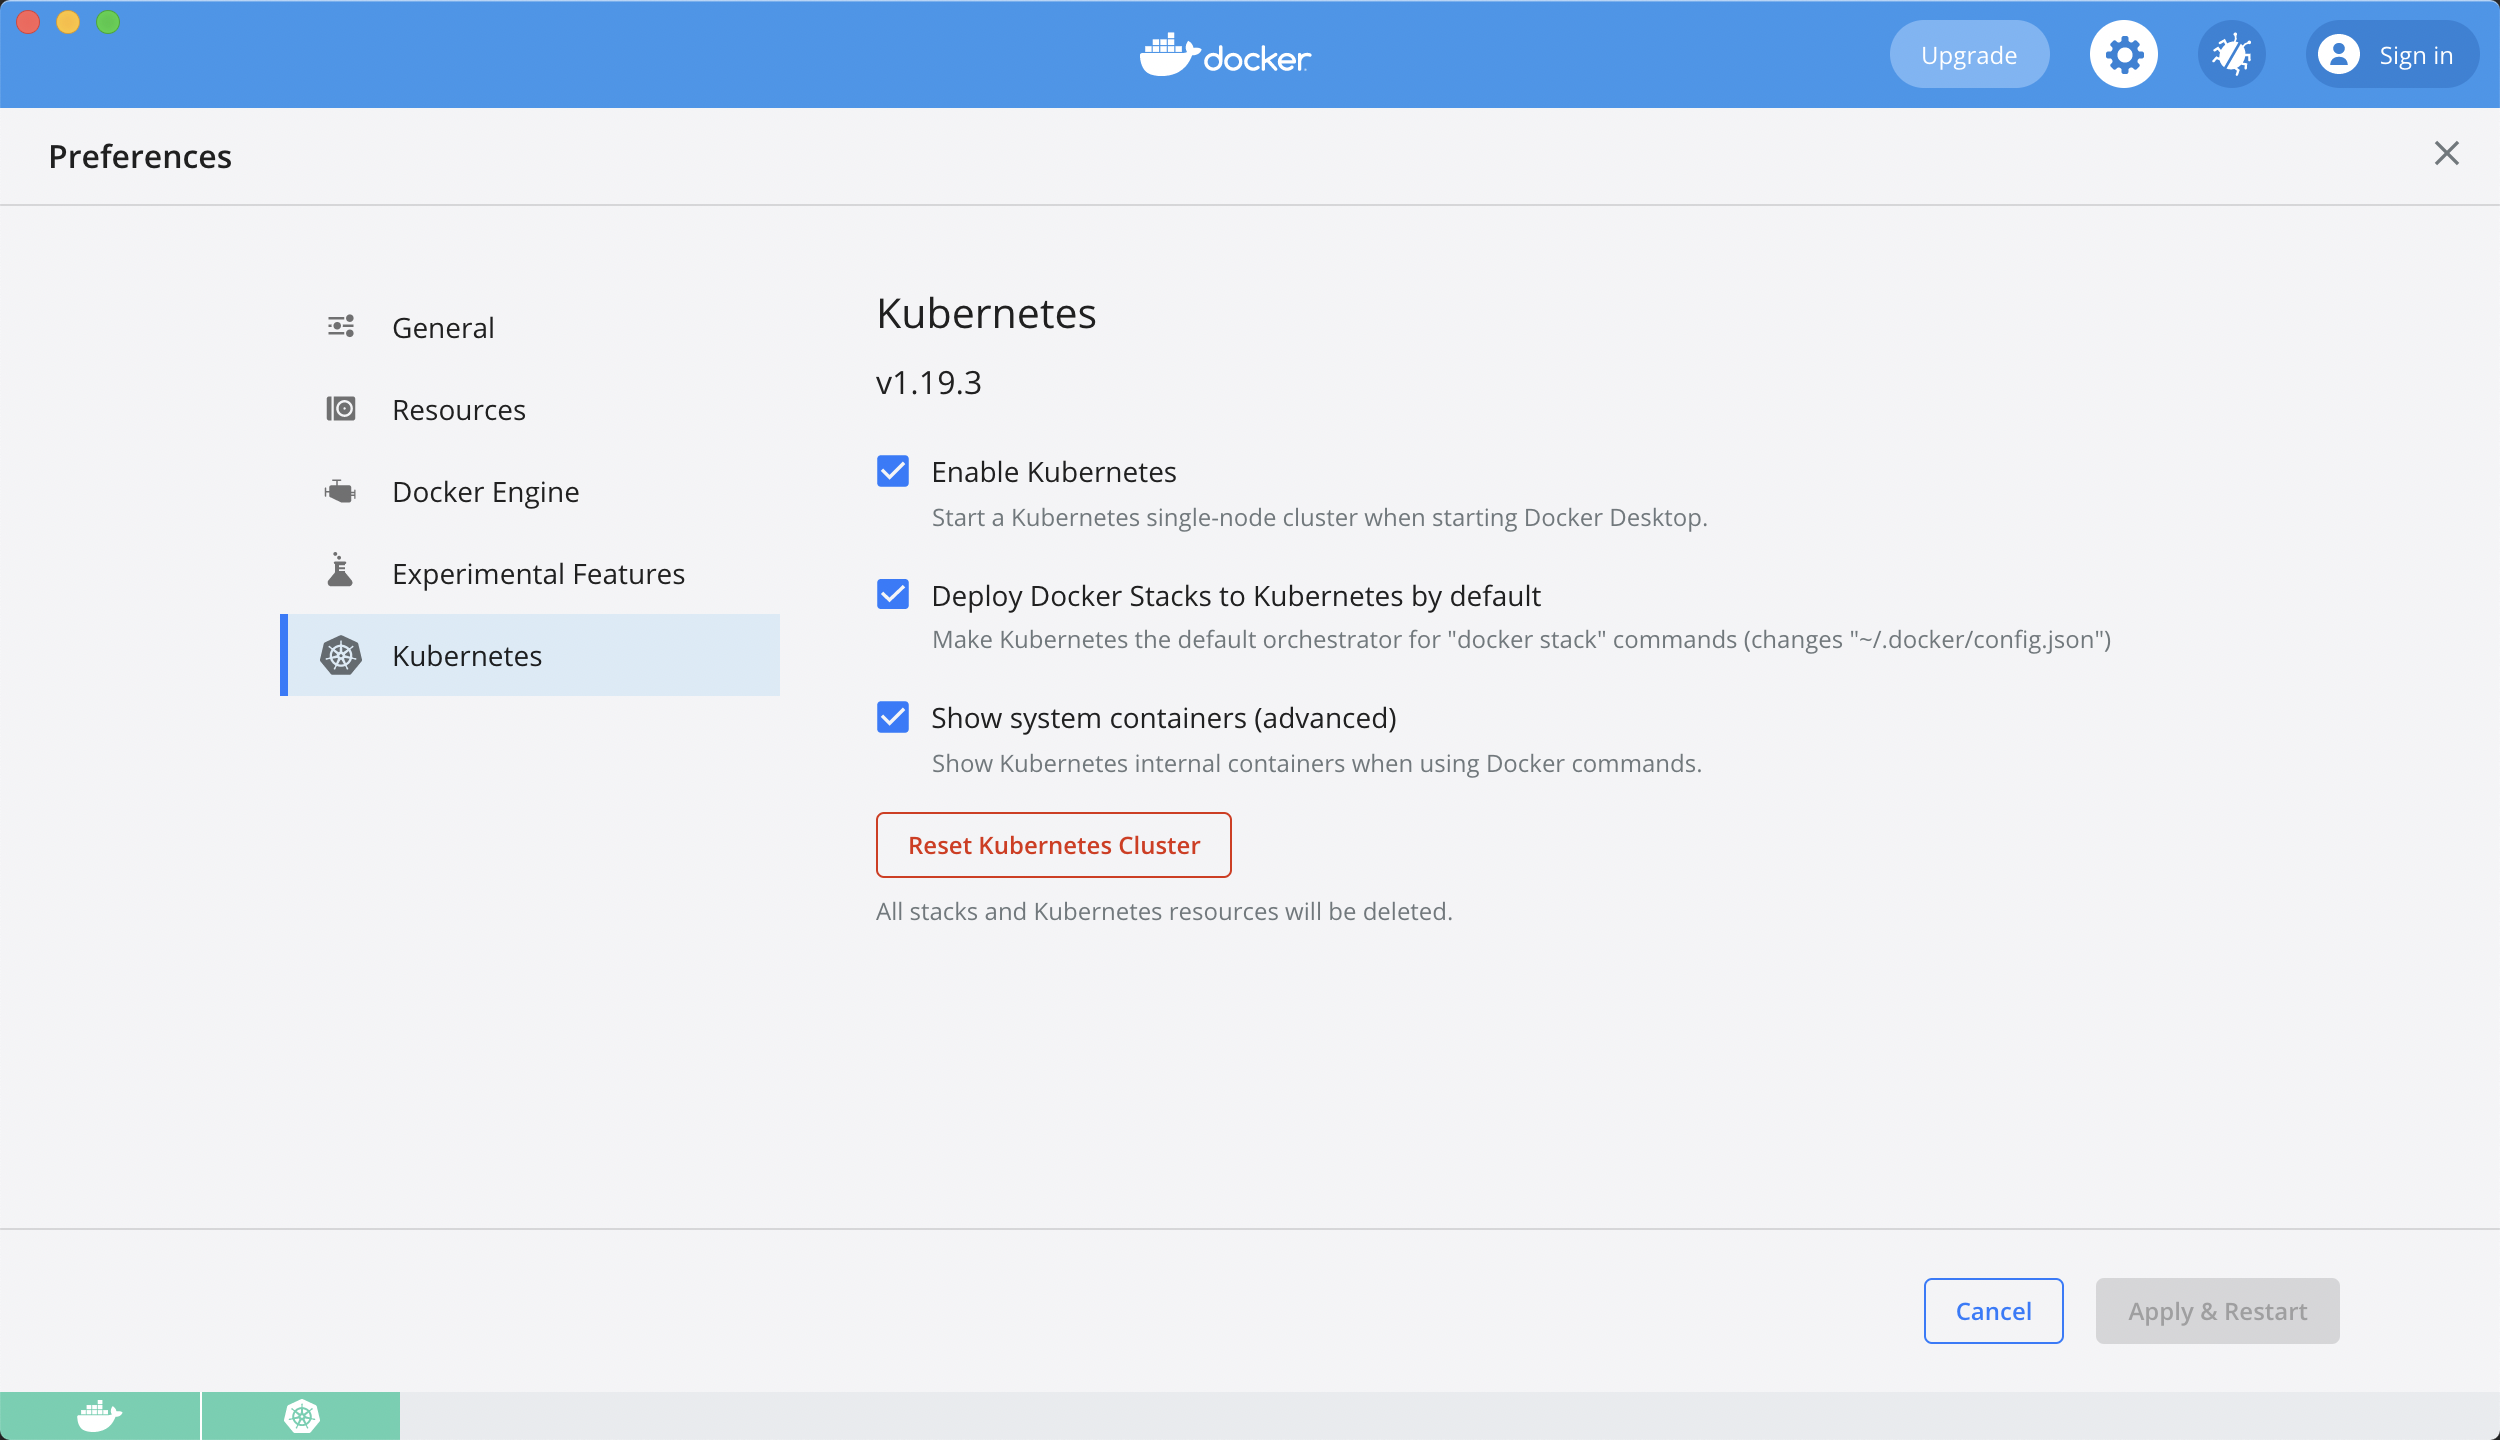 docker
Upgrade
Sign in
Preferences
General
Resources
Docker Engine
Experimental Features
Kubernetes
Kubernetes
v1.19.3
Enable Kubernetes
Start a Kubernetes single-node cluster when starting Docker Desktop.
Deploy Docker Stacks to Kubernetes by default
Make Kubernetes the default orchestrator for "docker stack" commands (changes "~/.docker/config.json")
Show system containers (advanced)
Show Kubernetes internal containers when using Docker commands.
Reset Kubernetes Cluster
All stacks and Kubernetes resources will be deleted.
Cancel
Apply & Restart